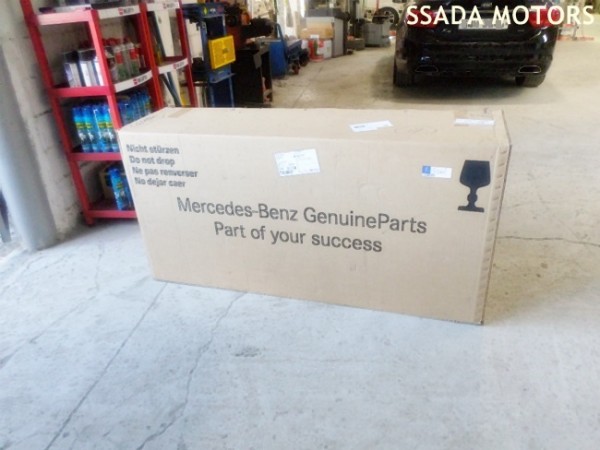 SSADA MOTORS
Nicht stürzen
Do not drop
Ne pas renverser
No dejar caer
Mercedes-Benz GenuineParts
Part of your success